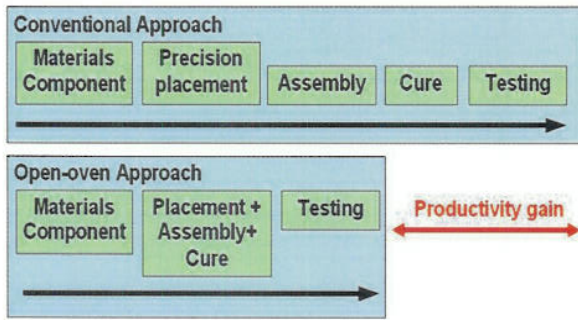 Conventional Approach
Materials
Component
Precision
placement
Assembly
Cure
Testing
Open-oven Approach
Materials
Component
Placement +
Assembly+
Cure
Testing
Productivity gain